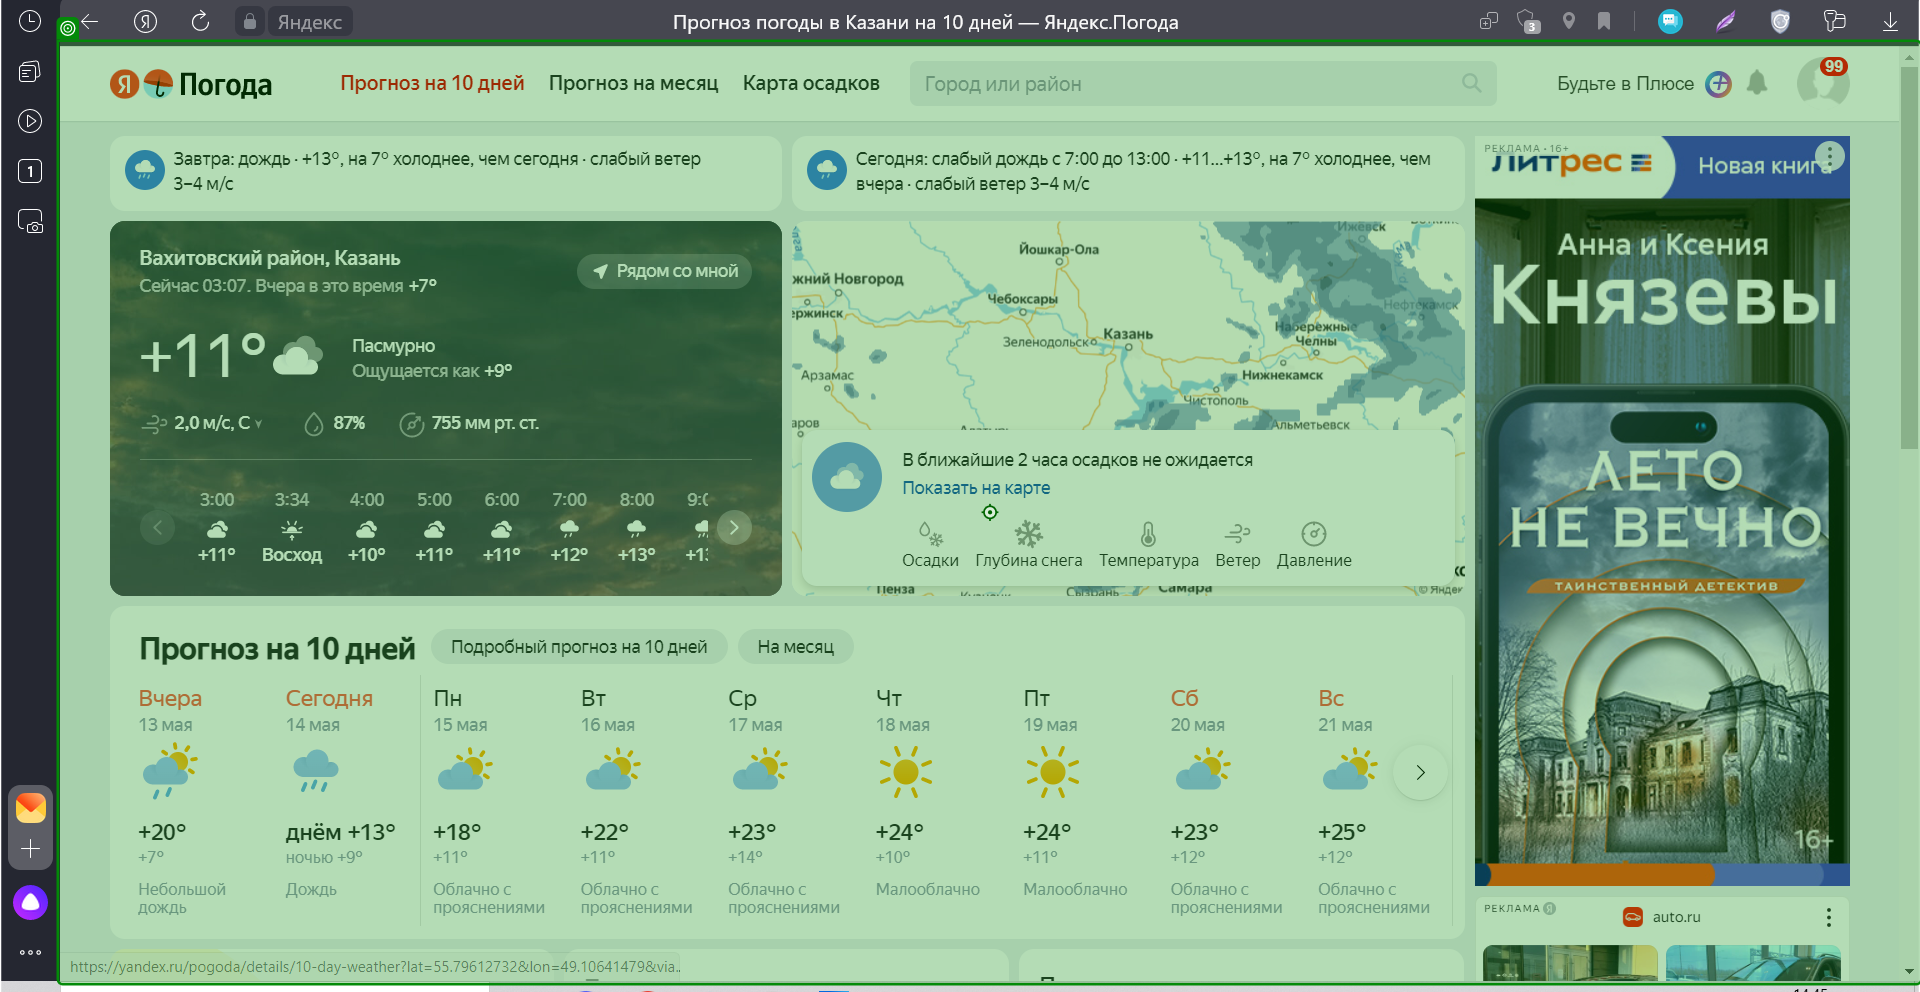 Яндекс
Прогноз погоды в Казани на 10 дней — Яндекс.Погода
3
1
Я Погода
Прогноз на 10 дней
Прогноз на месяц
Карта осадков
Город или район
Будьте в Плюсе
99
Завтра: дождь · +13°, на 7° холоднее, чем сегодня · слабый ветер
3–4 м/с
Сегодня: слабый дождь с 7:00 до 13:00 · +11...+13°, на 7° холоднее, чем
вчера · слабый ветер 3–4 м/с
Вахитовский район, Казань
Сейчас 03:07. Вчера в это время +7°
Рядом со мной
+11°
Пасмурно
Ощущается как +9°
2,0 м/с, С
87%
755 мм рт. ст.
3:00 3:34 4:00 5:00 6:00 7:00 8:00
+11° Восход +10° +11° +11° +12° +13°
Ижевск
Йошкар-Ола
жний Новгород
Чебоксары
Нефтекамск
ержинск
Казань
Набережные
Челны
Зеленодольск
Арзамас
Нижнекамск
Чистополь
Альметьевск
аров
В ближайшие 2 часа осадков не ожидается
Показать на карте
Осадки
Глубина снега
Температура
Ветер
Давление
Пенза
Сызрань
Самара
© Яндек
Прогноз на 10 дней
Подробный прогноз на 10 дней
На месяц
Вчера Сегодня Пн Вт Ср Чт Пт Сб Вс
13 мая 14 мая 15 мая 16 мая 17 мая 18 мая 19 мая 20 мая 21 мая
+20° днём +13° +18° +22° +23° +24° +24° +23° +25°
+7° ночью +9° +11° +11° +14° +10° +11° +12° +12°
Небольшой Дождь Облачно с Облачно с Облачно с Малооблачно Малооблачно Облачно с Облачно с
дождь прояснениями прояснениями прояснениями прояснениями прояснениями
https://yandex.ru/pogoda/details/10-day-weather?lat=55.79612732&lon=49.10641479&via...
РЕКЛАМА · 16+
литрес
Новая книга
Анна и Ксения
Князевы
ЛЕТО
НЕ ВЕЧНО
ТАИНСТВЕННЫЙ ДЕТЕКТИВ
16+
РЕКЛАМА Я
auto.ru